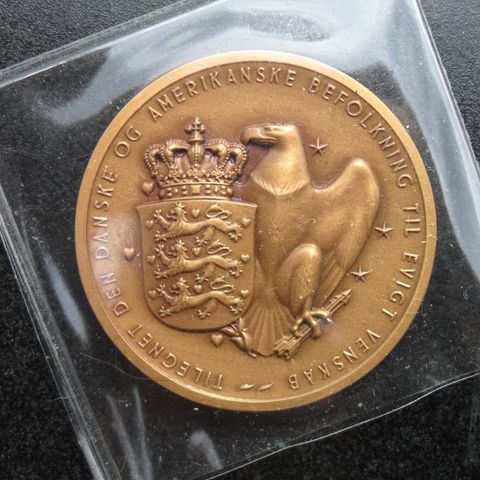 TILEGNET DEN DANSKE OG AMERIKANSKE BEFOLKNING TIL EVIGT VENSKAB